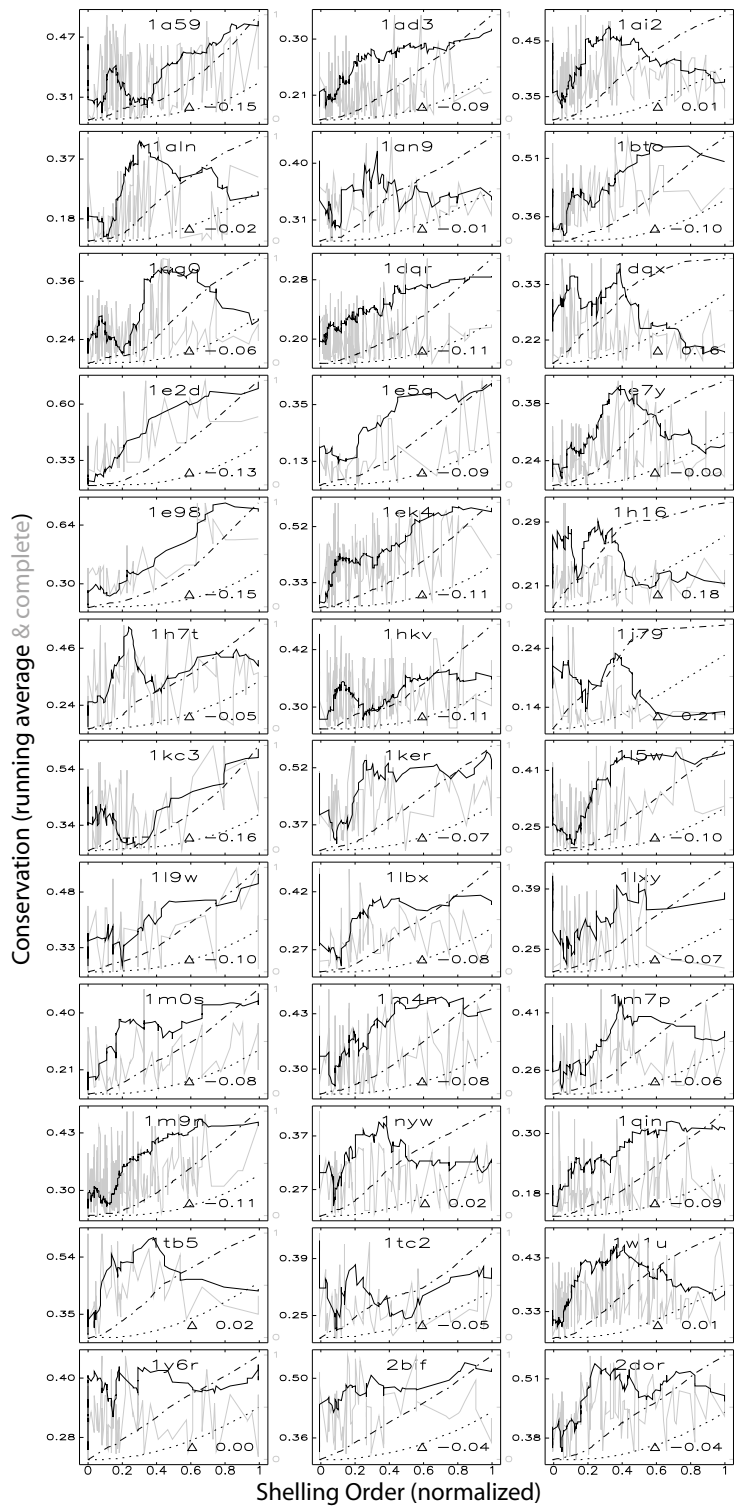 1a59 1ad3 1ai2
0.47 0.30 0.45
0.31 0.21 0.35
△ −0.15 △ −0.09 △ 0.01
1aln 1an9 1bto
0.37 0.40 0.51
0.18 0.31 0.36
△ −0.02 △ −0.01 △ −0.10
1dqr 1dqx
0.36 0.28 0.33
0.24 0.20 0.22
△ −0.06 △ −0.11 △ 0.16
1e2d 1e5q 1e7y
0.60 0.35 0.38
0.33 0.13 0.24
△ −0.13 △ −0.09 △ −0.00
1e98 1ek4 1h16
0.64 0.52 0.29
0.30 0.33 0.21
△ −0.15 △ −0.11 △ 0.18
1h7t 1hkv 1j79
0.46 0.42 0.24
0.24 0.30 0.14
△ −0.05 △ −0.11 △ 0.21
1kc3 1ker 1l5w
0.54 0.52 0.41
0.34 0.37 0.25
△ −0.16 △ −0.07 △ −0.10
1l9w 1lbx 1lxy
0.48 0.42 0.39
0.33 0.27 0.25
△ −0.10 △ −0.08 △ −0.07
1m0s 1m4n 1m7p
0.40 0.43 0.41
0.21 0.30 0.26
△ −0.08 △ −0.08 △ −0.06
1m9n 1nyw 1qin
0.43 0.37 0.30
0.30 0.27 0.18
△ −0.11 △ 0.02 △ −0.09
1tb5 1tc2 1w1u
0.54 0.39 0.43
0.35 0.25 0.33
△ 0.02 △ −0.05 △ 0.01
1y6r 2bif 2dor
0.40 0.50 0.50
0.28 0.36 0.38
△ 0.00 △ −0.04 △ −0.04
0 0.2 0.4 0.6 0.8 1 0 0.2 0.4 0.6 0.8 1 0 0.2 0.4 0.6 0.8 1
Shelling Order (normalized)
Conservation (running average & complete)